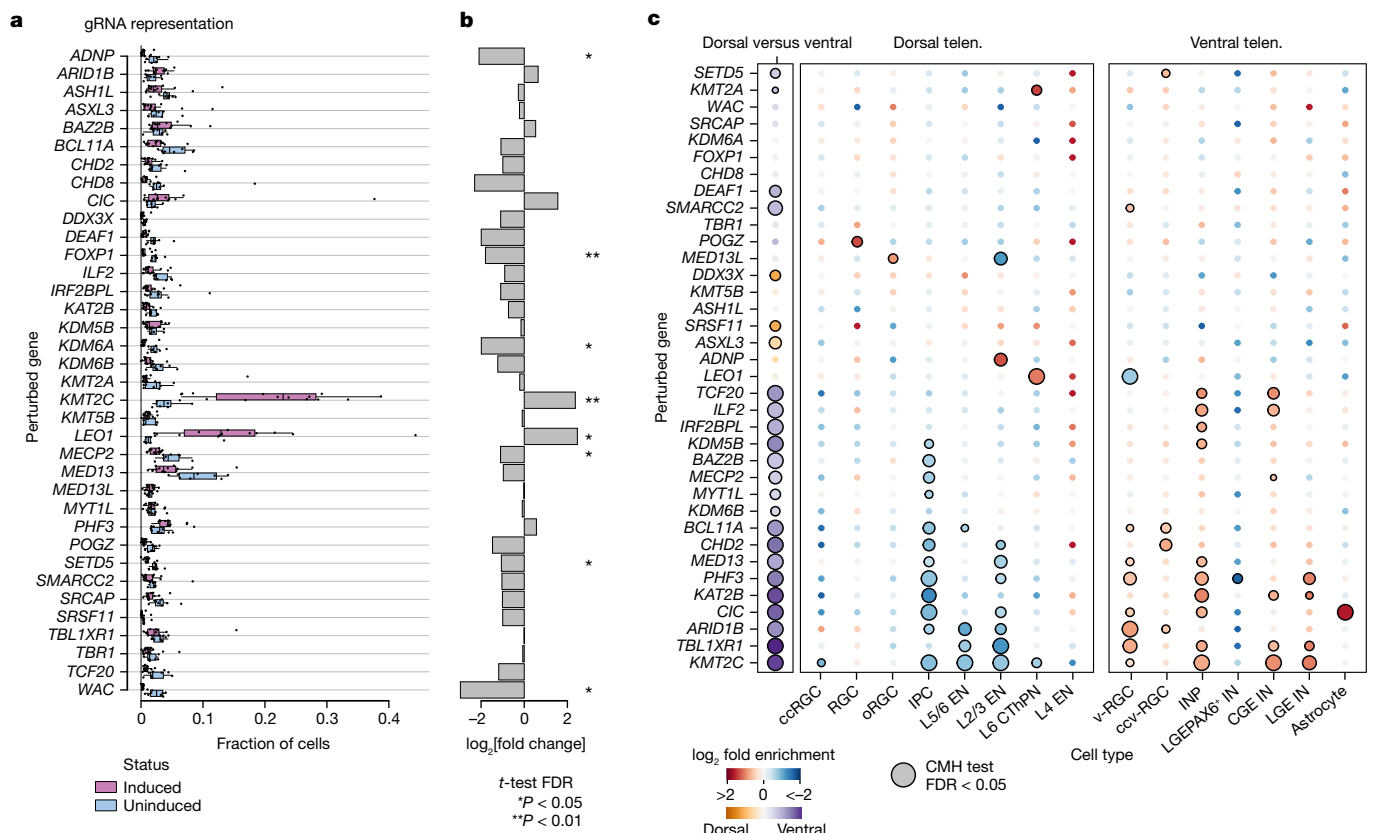 a
gRNA representation
Perturbed gene
ADNP
ARID1B
ASH1L
ASXL3
BAZ2B
BCL11A
CHD2
CHD8
CIC
DDX3X
DEAF1
FOXP1
ILF2
IRF2BPL
KAT2B
KDM5B
KDM6A
KDM6B
KMT2A
KMT2C
KMT5B
LEO1
MECP2
MED13
MED13L
MYT1L
PHF3
POGZ
SETD5
SMARCC2
SRCAP
SRSF11
TBL1XR1
TBR1
TCF20
WAC
0 0.1 0.2 0.3 0.4
Fraction of cells
Status
Induced
Uninduced
b
*
**
*
**
*
*
*
*
−2 0 2
log2[fold change]
t-test FDR
*P < 0.05
**P < 0.01
c
Dorsal versus ventral Dorsal telen. Ventral telen.
Perturbed gene
SETD5
KMT2A
WAC
SRCAP
KDM6A
FOXP1
CHD8
DEAF1
SMARCC2
TBR1
POGZ
MED13L
DDX3X
KMT5B
ASH1L
SRSF11
ASXL3
ADNP
LEO1
TCF20
ILF2
IRF2BPL
KDM5B
BAZ2B
MECP2
MYT1L
KDM6B
BCL11A
CHD2
MED13
PHF3
KAT2B
CIC
ARID1B
TBL1XR1
KMT2C
ccRGC
RGC
oRGC
IPC
L5/6 EN
L2/3 EN
L6 CThPN
L4 EN
v-RGC
ccv-RGC
INP
LGEPAX6+ IN
CGE IN
LGE IN
Astrocyte
Cell type
log2 fold enrichment
>2 0 <−2
Dorsal Ventral
CMH test
FDR < 0.05